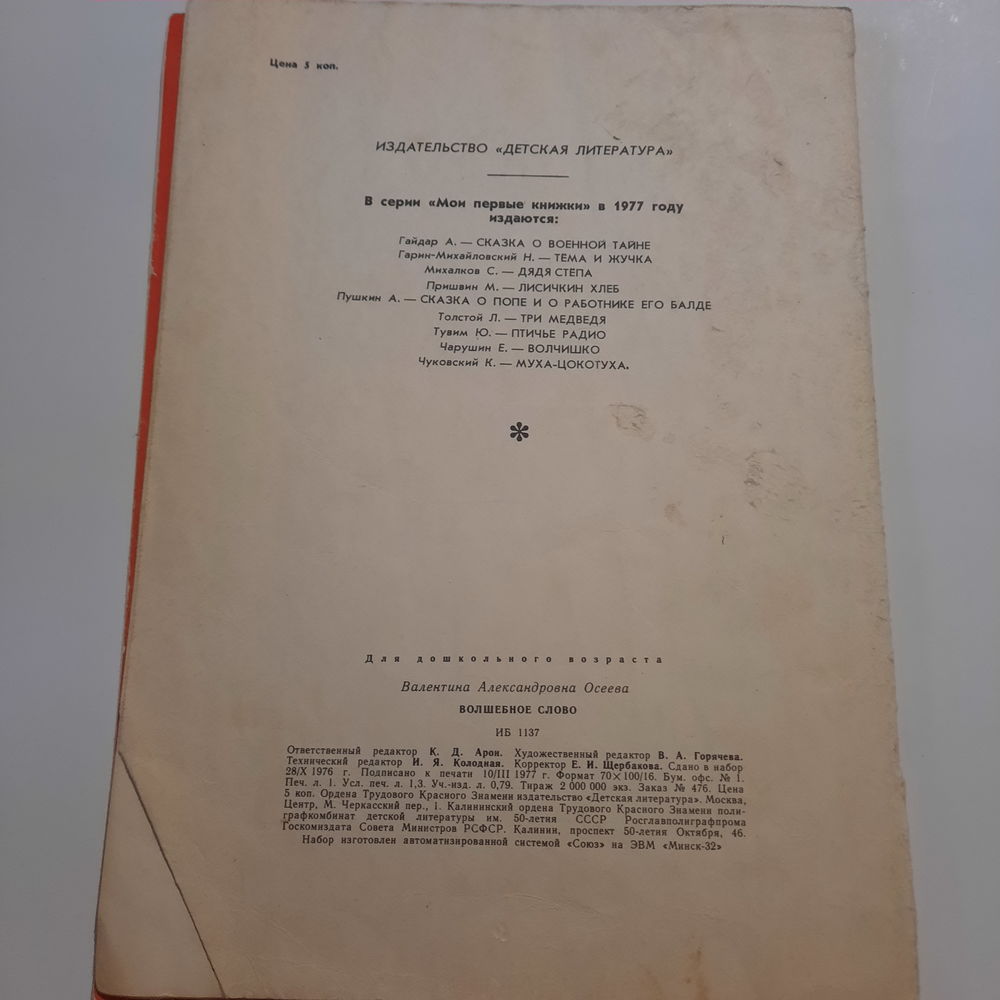 Цена 5 коп.
ИЗДАТЕЛЬСТВО «ДЕТСКАЯ ЛИТЕРАТУРА»
В серии «Мои первые книжки» в 1977 году
издаются:
Гайдар А. — СКАЗКА О ВОЕННОЙ ТАЙНЕ
Гарин-Михайловский Н. — ТЕМА И ЖУЧКА
Михалков С. — ДЯДЯ СТЕПА
Пришвин М. — ЛИСИЧКИН ХЛЕБ
Пушкин А. — СКАЗКА О ПОПЕ И О РАБОТНИКЕ ЕГО БАЛДЕ
Толстой Л. — ТРИ МЕДВЕДЯ
Тувим Ю. — ПТИЧЬЕ РАДИО
Чарушин Е. — ВОЛЧИШКО
Чуковский К. — МУХА-ЦОКОТУХА.
*
Для дошкольного возраста
Валентина Александровна Осеева
ВОЛШЕБНОЕ СЛОВО
ИБ 1137
Ответственный редактор К. Д. Арон. Художественный редактор В. А. Горячева.
Технический редактор И. Я. Колодная. Корректор Е. И. Щербакова. Сдано в набор
28/X 1976 г. Подписано к печати 10/III 1977 г. Формат 70×100/16. Бум. офс. № 1.
Печ. л. 1. Усл. печ. л. 1,3. Уч.-изд. л. 0,79. Тираж 2 000 000 экз. Заказ № 476. Цена
5 коп. Ордена Трудового Красного Знамени издательство «Детская литература». Москва,
Центр, М. Черкасский пер., 1. Калининский ордена Трудового Красного Знамени поли-
графкомбинат детской литературы им. 50-летия СССР Росглавполиграфпрома
Госкомиздата Совета Министров РСФСР. Калинин, проспект 50-летия Октября, 46.
Набор изготовлен автоматизированной системой «Союз» на ЭВМ «Минск-32»